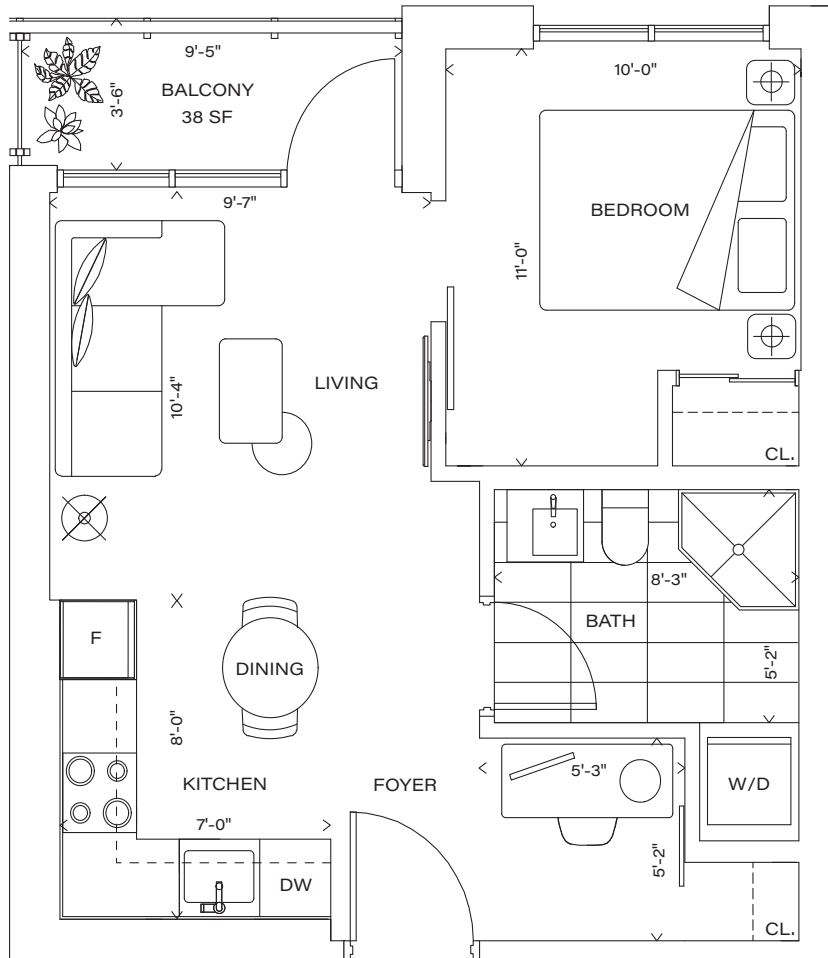 9'-5"
BALCONY
38 SF
3'-6"
10'-0"
9'-7"
BEDROOM
11'-0"
LIVING
10'-4"
CL.
8'-3"
BATH
5'-2"
F
DINING
8'-0"
KITCHEN
FOYER
5'-3"
W/D
7'-0"
5'-2"
DW
CL.